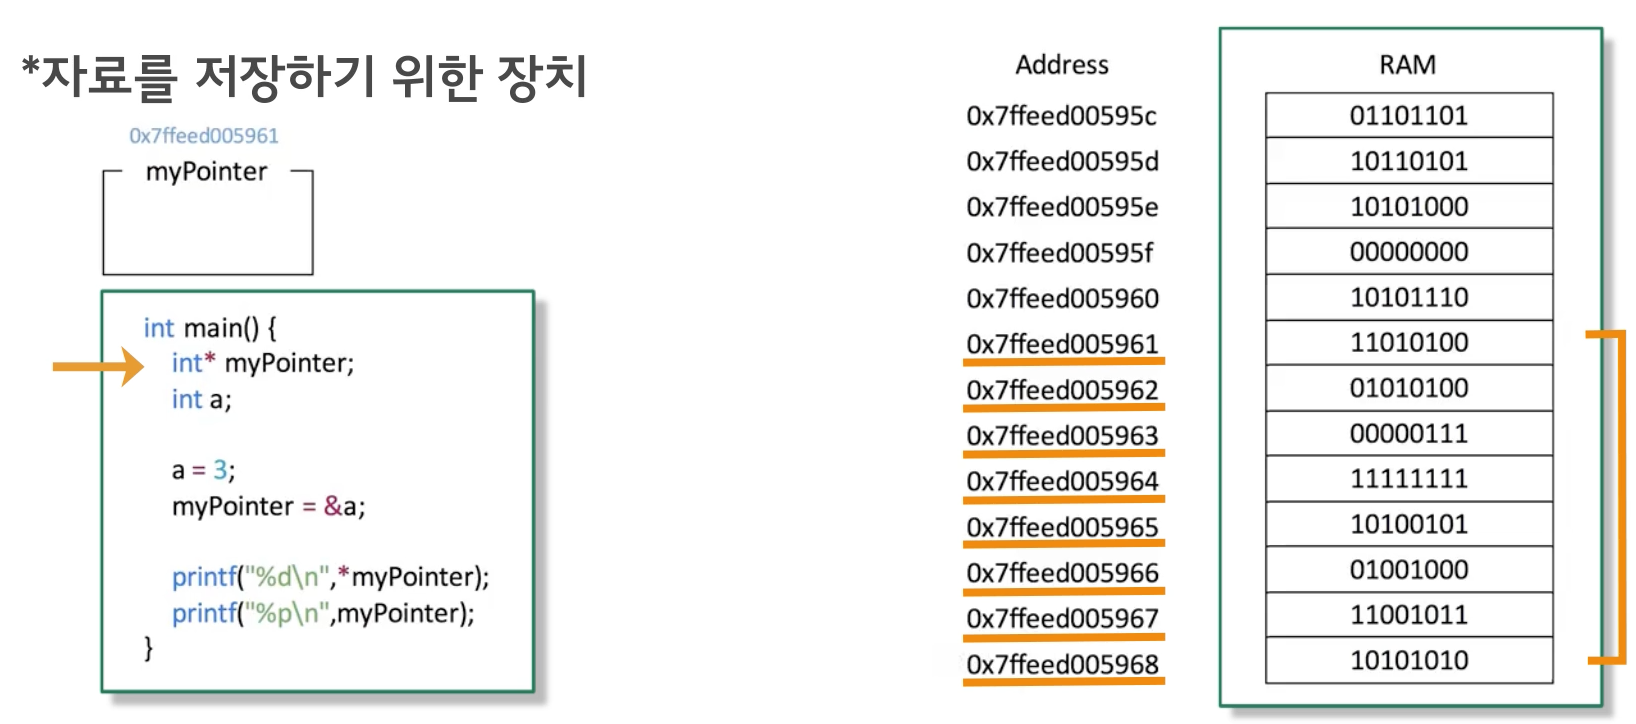 *자료를 저장하기 위한 장치
0x7ffeed005961
myPointer
int main() {
int* myPointer;
int a;
a = 3;
myPointer = &a;
printf("%d\n",*myPointer);
printf("%p\n",myPointer);
}
Address RAM
0x7ffeed00595c 01101101
0x7ffeed00595d 10110101
0x7ffeed00595e 10101000
0x7ffeed00595f 00000000
0x7ffeed005960 10101110
0x7ffeed005961 11010100
0x7ffeed005962 01010100
0x7ffeed005963 00000111
0x7ffeed005964 11111111
0x7ffeed005965 10100101
0x7ffeed005966 01001000
0x7ffeed005967 11001011
0x7ffeed005968 10101010